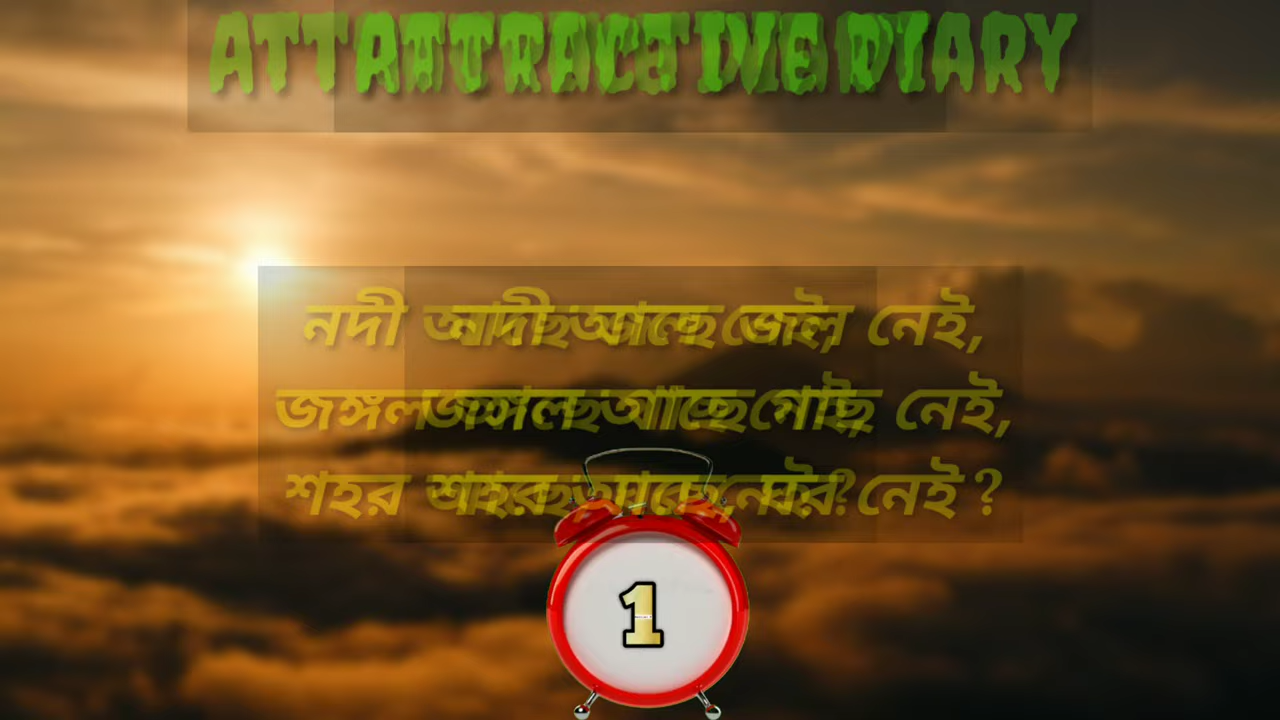 ATTRACTIVE DIARY
নদী আছে জল নেই,
জঙ্গল আছে গাছ নেই,
শহর আছে ঘর নেই ?
1